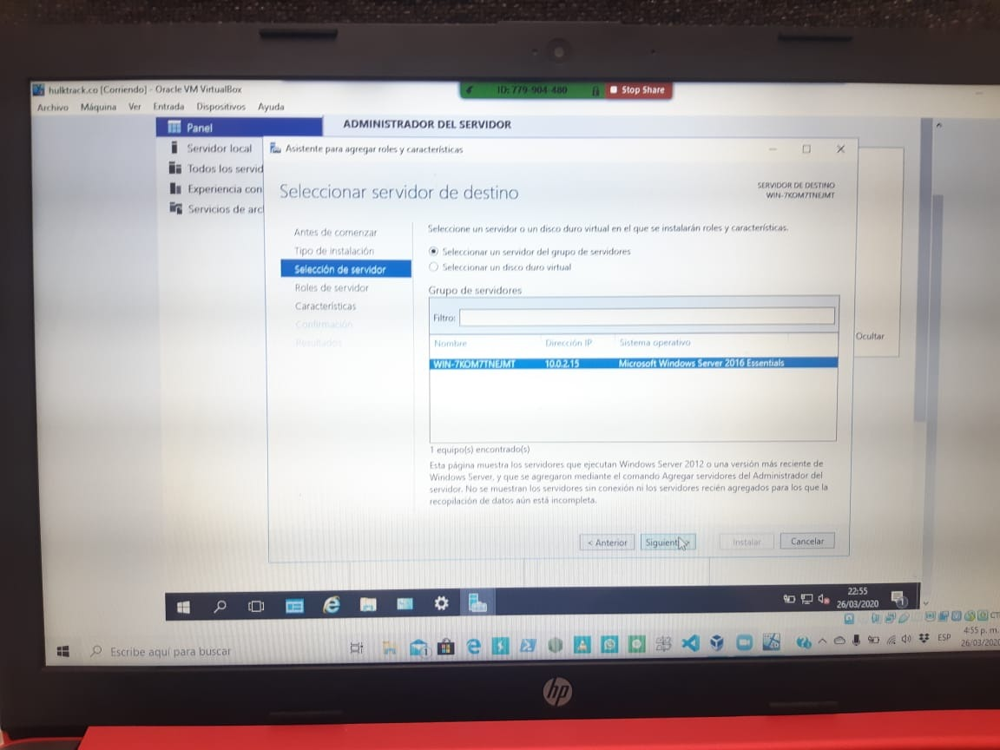 hulktrack.co [Corriendo] - Oracle VM VirtualBox
ID: 779-904-480
Stop Share
Archivo Máquina Ver Entrada Dispositivos Ayuda
Panel
ADMINISTRADOR DEL SERVIDOR
Servidor local
Todos los servid
Experiencia con
Servicios de arc
Asistente para agregar roles y características
Seleccionar servidor de destino
SERVIDOR DE DESTINO
WIN-7KOM7TNEJMT
Antes de comenzar
Tipo de instalación
Selección de servidor
Roles de servidor
Características
Confirmación
Resultados
Seleccione un servidor o un disco duro virtual en el que se instalarán roles y características.
Seleccionar un servidor del grupo de servidores
Seleccionar un disco duro virtual
Grupo de servidores
Filtro:
Nombre Dirección IP Sistema operativo
WIN-7KOM7TNEJMT 10.0.2.15 Microsoft Windows Server 2016 Essentials
1 equipo(s) encontrado(s)
Esta página muestra los servidores que ejecutan Windows Server 2012 o una versión más reciente de
Windows Server, y que se agregaron mediante el comando Agregar servidores del Administrador del
servidor. No se muestran los servidores sin conexión ni los servidores recién agregados para los que la
recopilación de datos aún está incompleta.
< Anterior
Siguient >
Instalar
Cancelar
Ocultar
22:55
26/03/2020
1
CT
Escribe aquí para buscar
1
ESP
4:55 p. m.
26/03/2020
hp